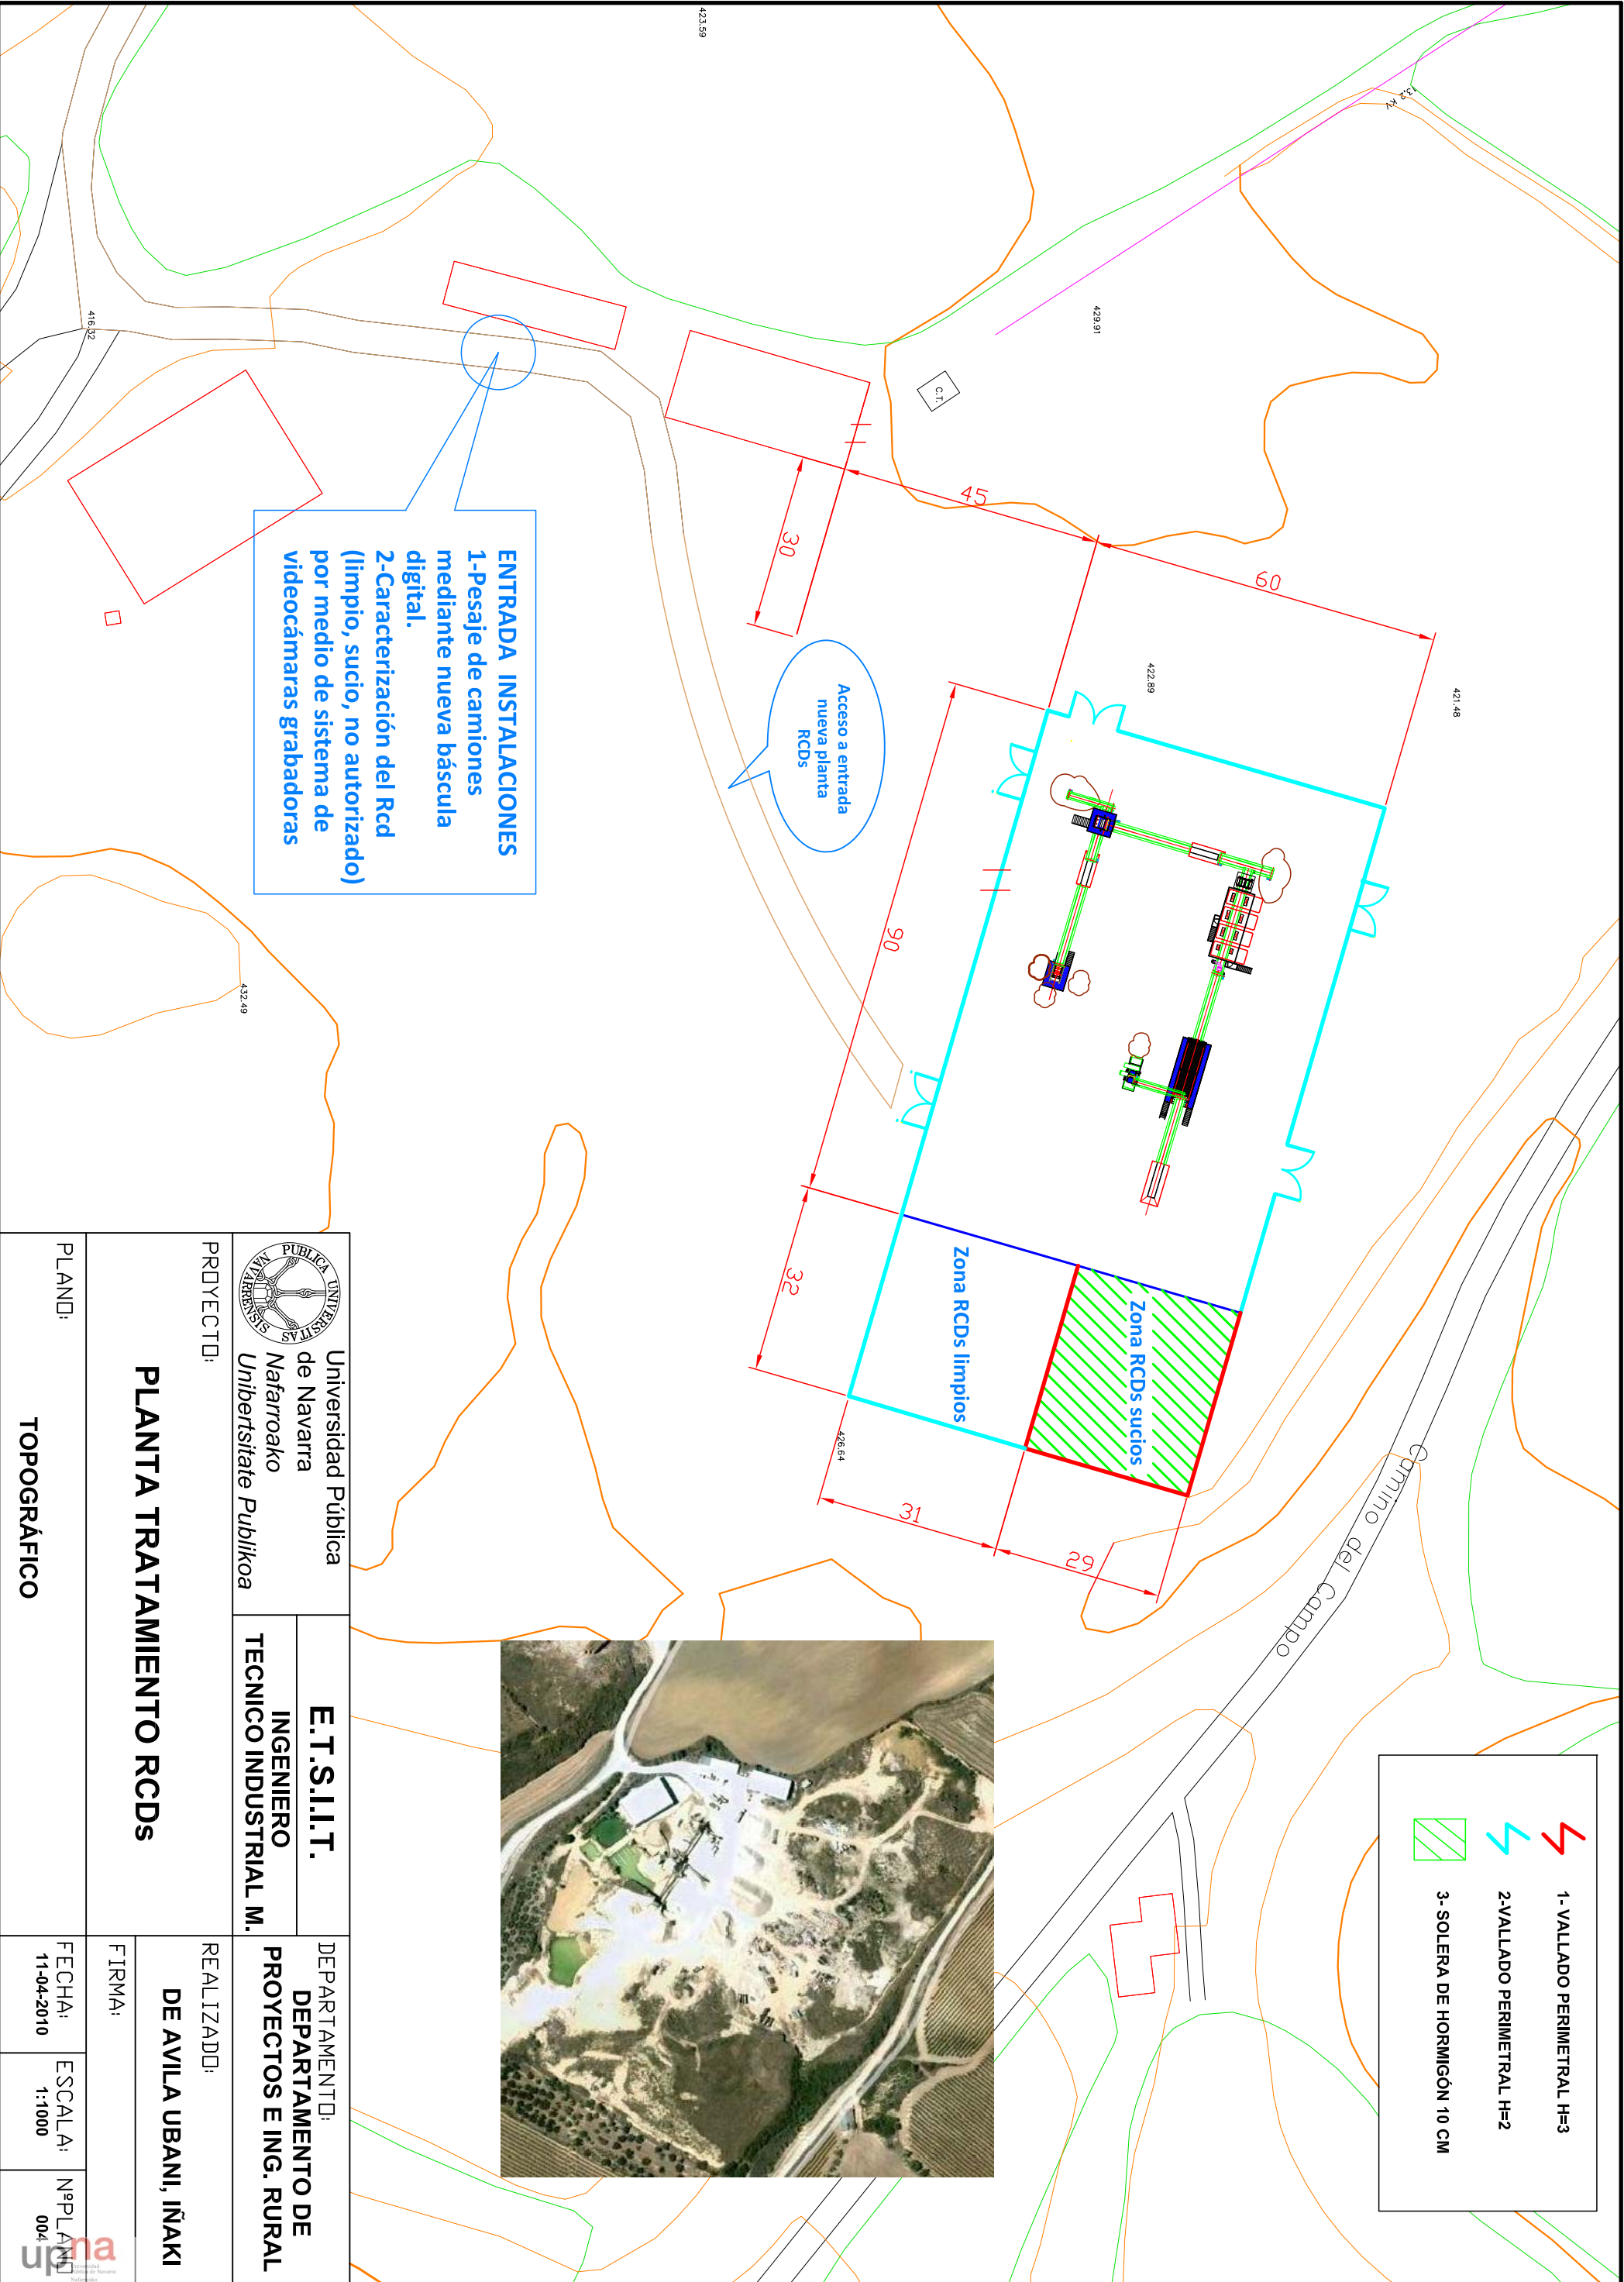 423.59
13,2 KV
429.91
C.T.
416.32
45
60
30
421.48
422.89
90
32
31
29
432.49
426.64
ENTRADA INSTALACIONES
1-Pesaje de camiones
mediante nueva báscula
digital.
2-Caracterización del Rcd
(limpio, sucio, no autorizado)
por medio de sistema de
videocámaras grabadoras
Acceso a entrada
nueva planta
RCDs
Zona RCDs sucios
Zona RCDs limpios
Camino del Campo
1- VALLADO PERIMETRAL H=3
2-VALLADO PERIMETRAL H=2
3- SOLERA DE HORMIGÓN 10 CM
PUBLICA UNIVERSITAS NAVARRENSIS
Universidad Pública
de Navarra
Nafarroako
Unibertsitate Publikoa
E.T.S.I.I.T.
INGENIERO
TECNICO INDUSTRIAL M.
DEPARTAMENTO:
DEPARTAMENTO DE
PROYECTOS E ING. RURAL
PROYECTO:
PLANTA TRATAMIENTO RCDs
REALIZADO:
DE AVILA UBANI, IÑAKI
FIRMA:
PLANO:
TOPOGRÁFICO
FECHA:
11-04-2010
ESCALA:
1:1000
NºPLANO
004
upna